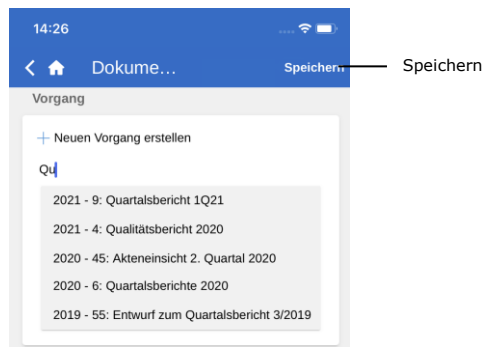 14:26
Dokume... Speichern
Speichern
Vorgang
Neuen Vorgang erstellen
Qu
2021 - 9: Quartalsbericht 1Q21
2021 - 4: Qualitätsbericht 2020
2020 - 45: Akteneinsicht 2. Quartal 2020
2020 - 6: Quartalsberichte 2020
2019 - 55: Entwurf zum Quartalsbericht 3/2019